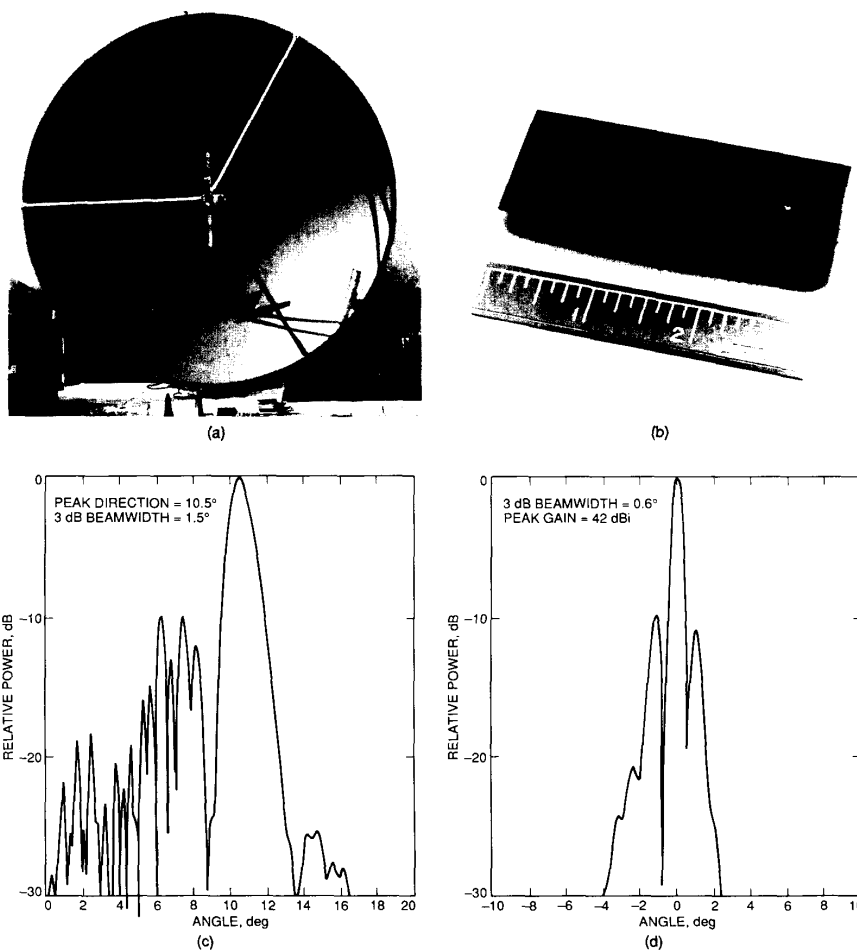 1
2
(a)
(b)
PEAK DIRECTION = 10.5°
3 dB BEAMWIDTH = 1.5°
RELATIVE POWER, dB
0
−10
−20
−30
0 2 4 6 8 10 12 14 16 18 20
ANGLE, deg
(c)
3 dB BEAMWIDTH = 0.6°
PEAK GAIN = 42 dBi
RELATIVE POWER, dB
0
−10
−20
−30
−10 −8 −6 −4 −2 0 2 4 6 8 10
ANGLE, deg
(d)